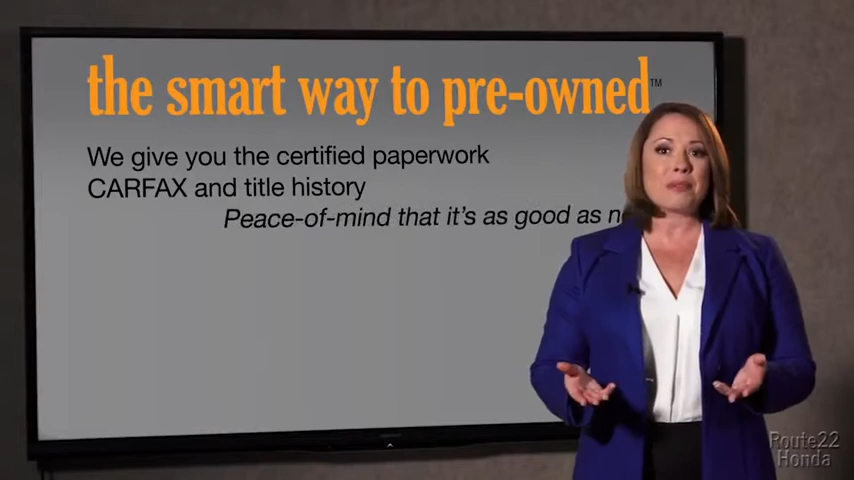 the smart way to pre-owned™
We give you the certified paperwork
CARFAX and title history
Peace-of-mind that it's as good as
Route22
Honda